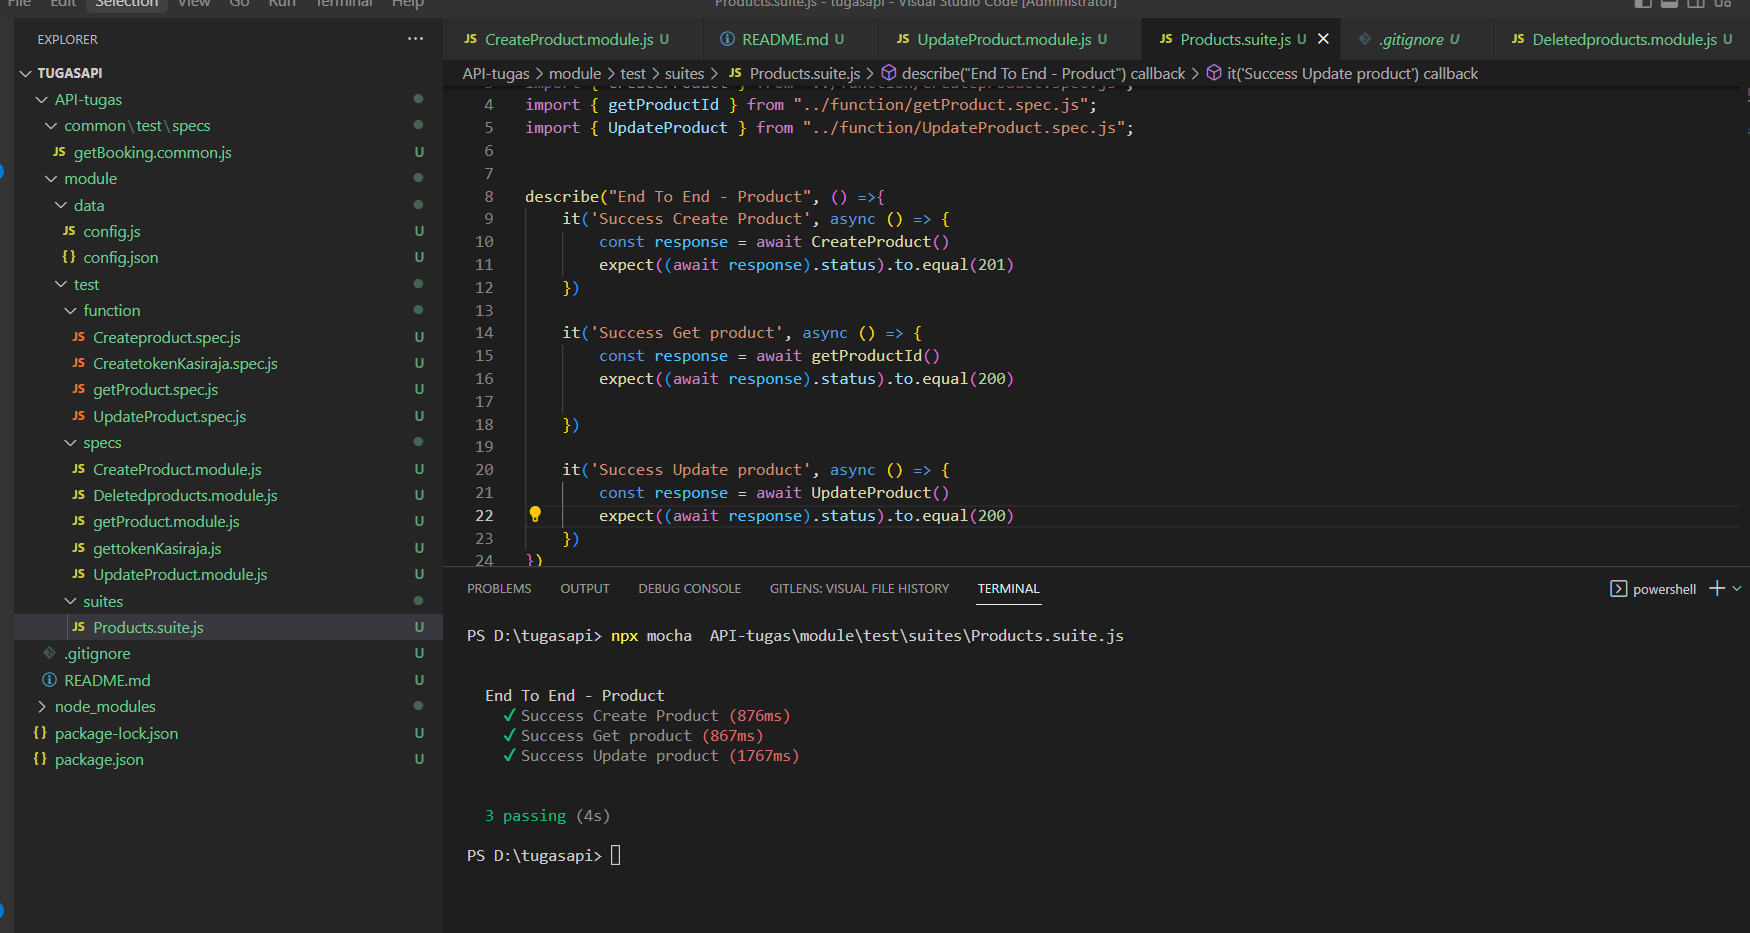 File Edit Selection View Go Run Terminal Help
Products.suite.js - tugasapi - Visual Studio Code [Administrator]
EXPLORER ···
TUGASAPI
API-tugas
common\test\specs
JS getBooking.common.js U
module
data
JS config.js U
{} config.json U
test
function
JS Createproduct.spec.js U
JS CreatetokenKasiraja.spec.js U
JS getProduct.spec.js U
JS UpdateProduct.spec.js U
specs
JS CreateProduct.module.js U
JS Deletedproducts.module.js U
JS getProduct.module.js U
JS gettokenKasiraja.js U
JS UpdateProduct.module.js U
suites
JS Products.suite.js U
.gitignore U
README.md U
node_modules
{} package-lock.json U
{} package.json U
JS CreateProduct.module.js U README.md U JS UpdateProduct.module.js U JS Products.suite.js U .gitignore U JS Deletedproducts.module.js U
API-tugas > module > test > suites > JS Products.suite.js > describe("End To End - Product") callback > it('Success Update product') callback
3 import { CreateProduct } from "../function/Createproduct.spec.js";
4 import { getProductId } from "../function/getProduct.spec.js";
5 import { UpdateProduct } from "../function/UpdateProduct.spec.js";
6
7
8 describe("End To End - Product", () =>{
9 it('Success Create Product', async () => {
10 const response = await CreateProduct()
11 expect((await response).status).to.equal(201)
12 })
13
14 it('Success Get product', async () => {
15 const response = await getProductId()
16 expect((await response).status).to.equal(200)
17
18 })
19
20 it('Success Update product', async () => {
21 const response = await UpdateProduct()
22 expect((await response).status).to.equal(200)
23 })
24 })
PROBLEMS OUTPUT DEBUG CONSOLE GITLENS: VISUAL FILE HISTORY TERMINAL powershell
PS D:\tugasapi> npx mocha API-tugas\module\test\suites\Products.suite.js
End To End - Product
✓ Success Create Product (876ms)
✓ Success Get product (867ms)
✓ Success Update product (1767ms)
3 passing (4s)
PS D:\tugasapi>